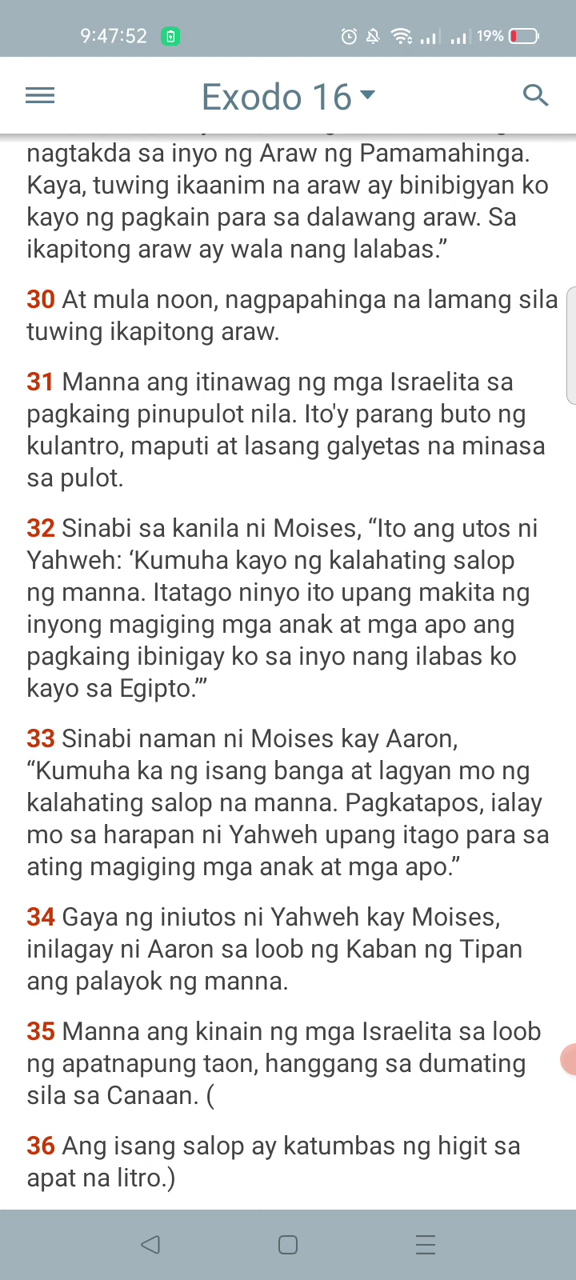 9:47:52
19%
Exodo 16
nagtakda sa inyo ng Araw ng Pamamahinga.
Kaya, tuwing ikaanim na araw ay binibigyan ko
kayo ng pagkain para sa dalawang araw. Sa
ikapitong araw ay wala nang lalabas.”
30 At mula noon, nagpapahinga na lamang sila
tuwing ikapitong araw.
31 Manna ang itinawag ng mga Israelita sa
pagkaing pinupulot nila. Ito'y parang buto ng
kulantro, maputi at lasang galyetas na minasa
sa pulot.
32 Sinabi sa kanila ni Moises, “Ito ang utos ni
Yahweh: ‘Kumuha kayo ng kalahating salop
ng manna. Itatago ninyo ito upang makita ng
inyong magiging mga anak at mga apo ang
pagkaing ibinigay ko sa inyo nang ilabas ko
kayo sa Egipto.’”
33 Sinabi naman ni Moises kay Aaron,
“Kumuha ka ng isang banga at lagyan mo ng
kalahating salop na manna. Pagkatapos, ialay
mo sa harapan ni Yahweh upang itago para sa
ating magiging mga anak at mga apo.”
34 Gaya ng iniutos ni Yahweh kay Moises,
inilagay ni Aaron sa loob ng Kaban ng Tipan
ang palayok ng manna.
35 Manna ang kinain ng mga Israelita sa loob
ng apatnapung taon, hanggang sa dumating
sila sa Canaan. (
36 Ang isang salop ay katumbas ng higit sa
apat na litro.)